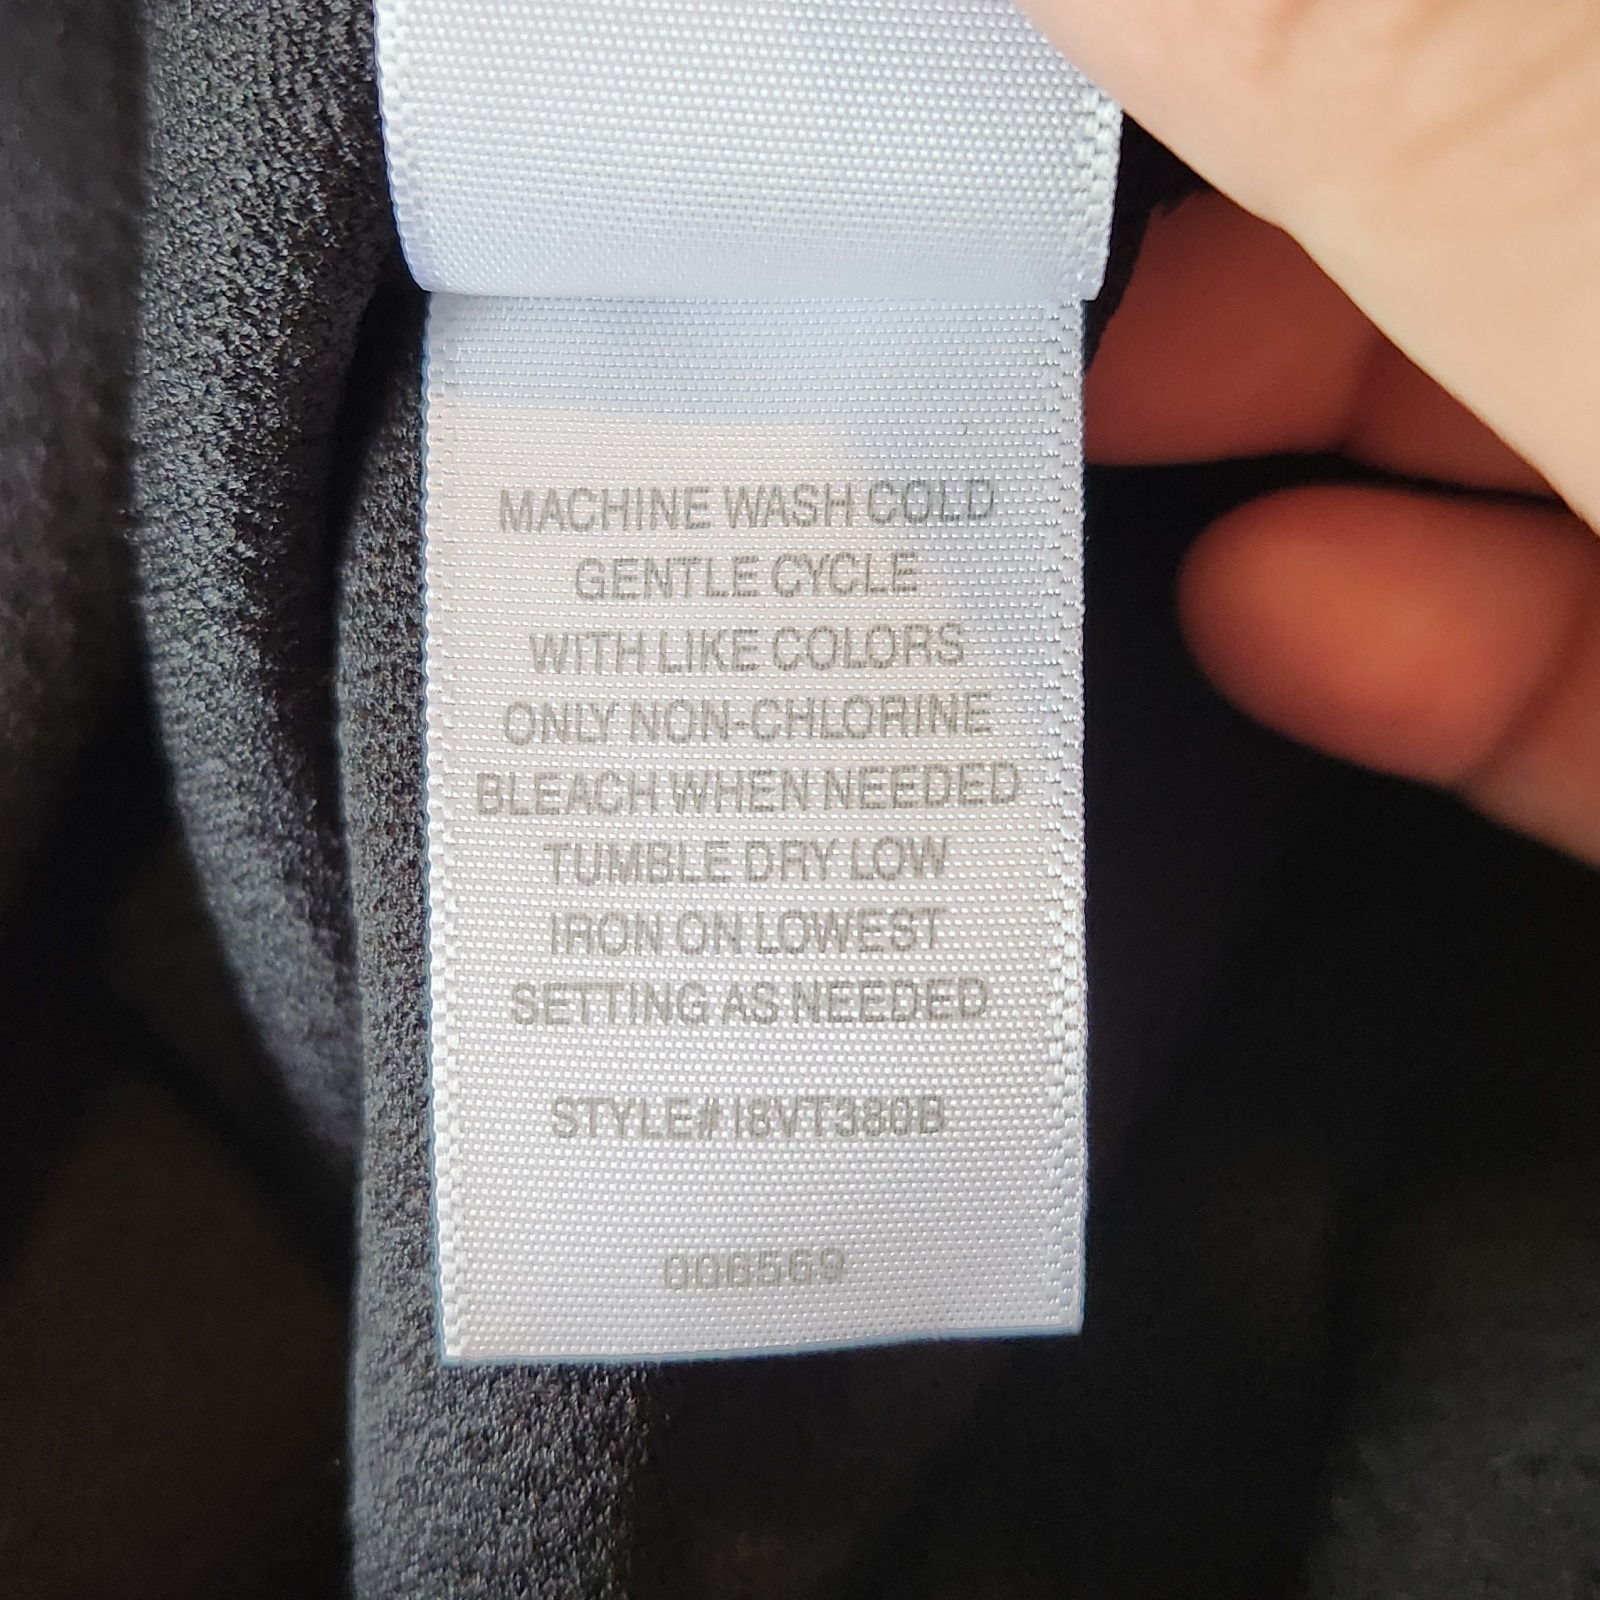 MACHINE WASH COLD
GENTLE CYCLE
WITH LIKE COLORS
ONLY NON-CHLORINE
BLEACH WHEN NEEDED
TUMBLE DRY LOW
IRON ON LOWEST
SETTING AS NEEDED
STYLE# I8VT380B
006569